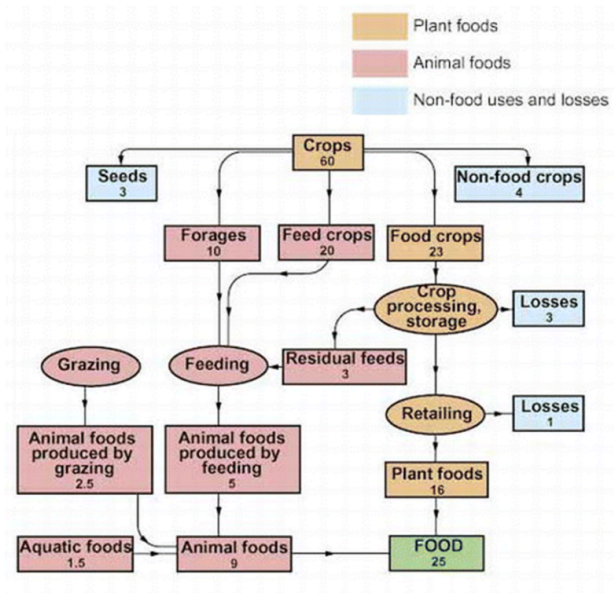 Plant foods
Animal foods
Non-food uses and losses
Crops
60
Seeds
3
Non-food crops
4
Forages
10
Feed crops
20
Food crops
23
Crop
processing,
storage
Losses
3
Grazing
Feeding
Residual feeds
3
Retailing
Losses
1
Animal foods
produced by
grazing
2.5
Animal foods
produced by
feeding
5
Plant foods
16
Aquatic foods
1.5
Animal foods
9
FOOD
25